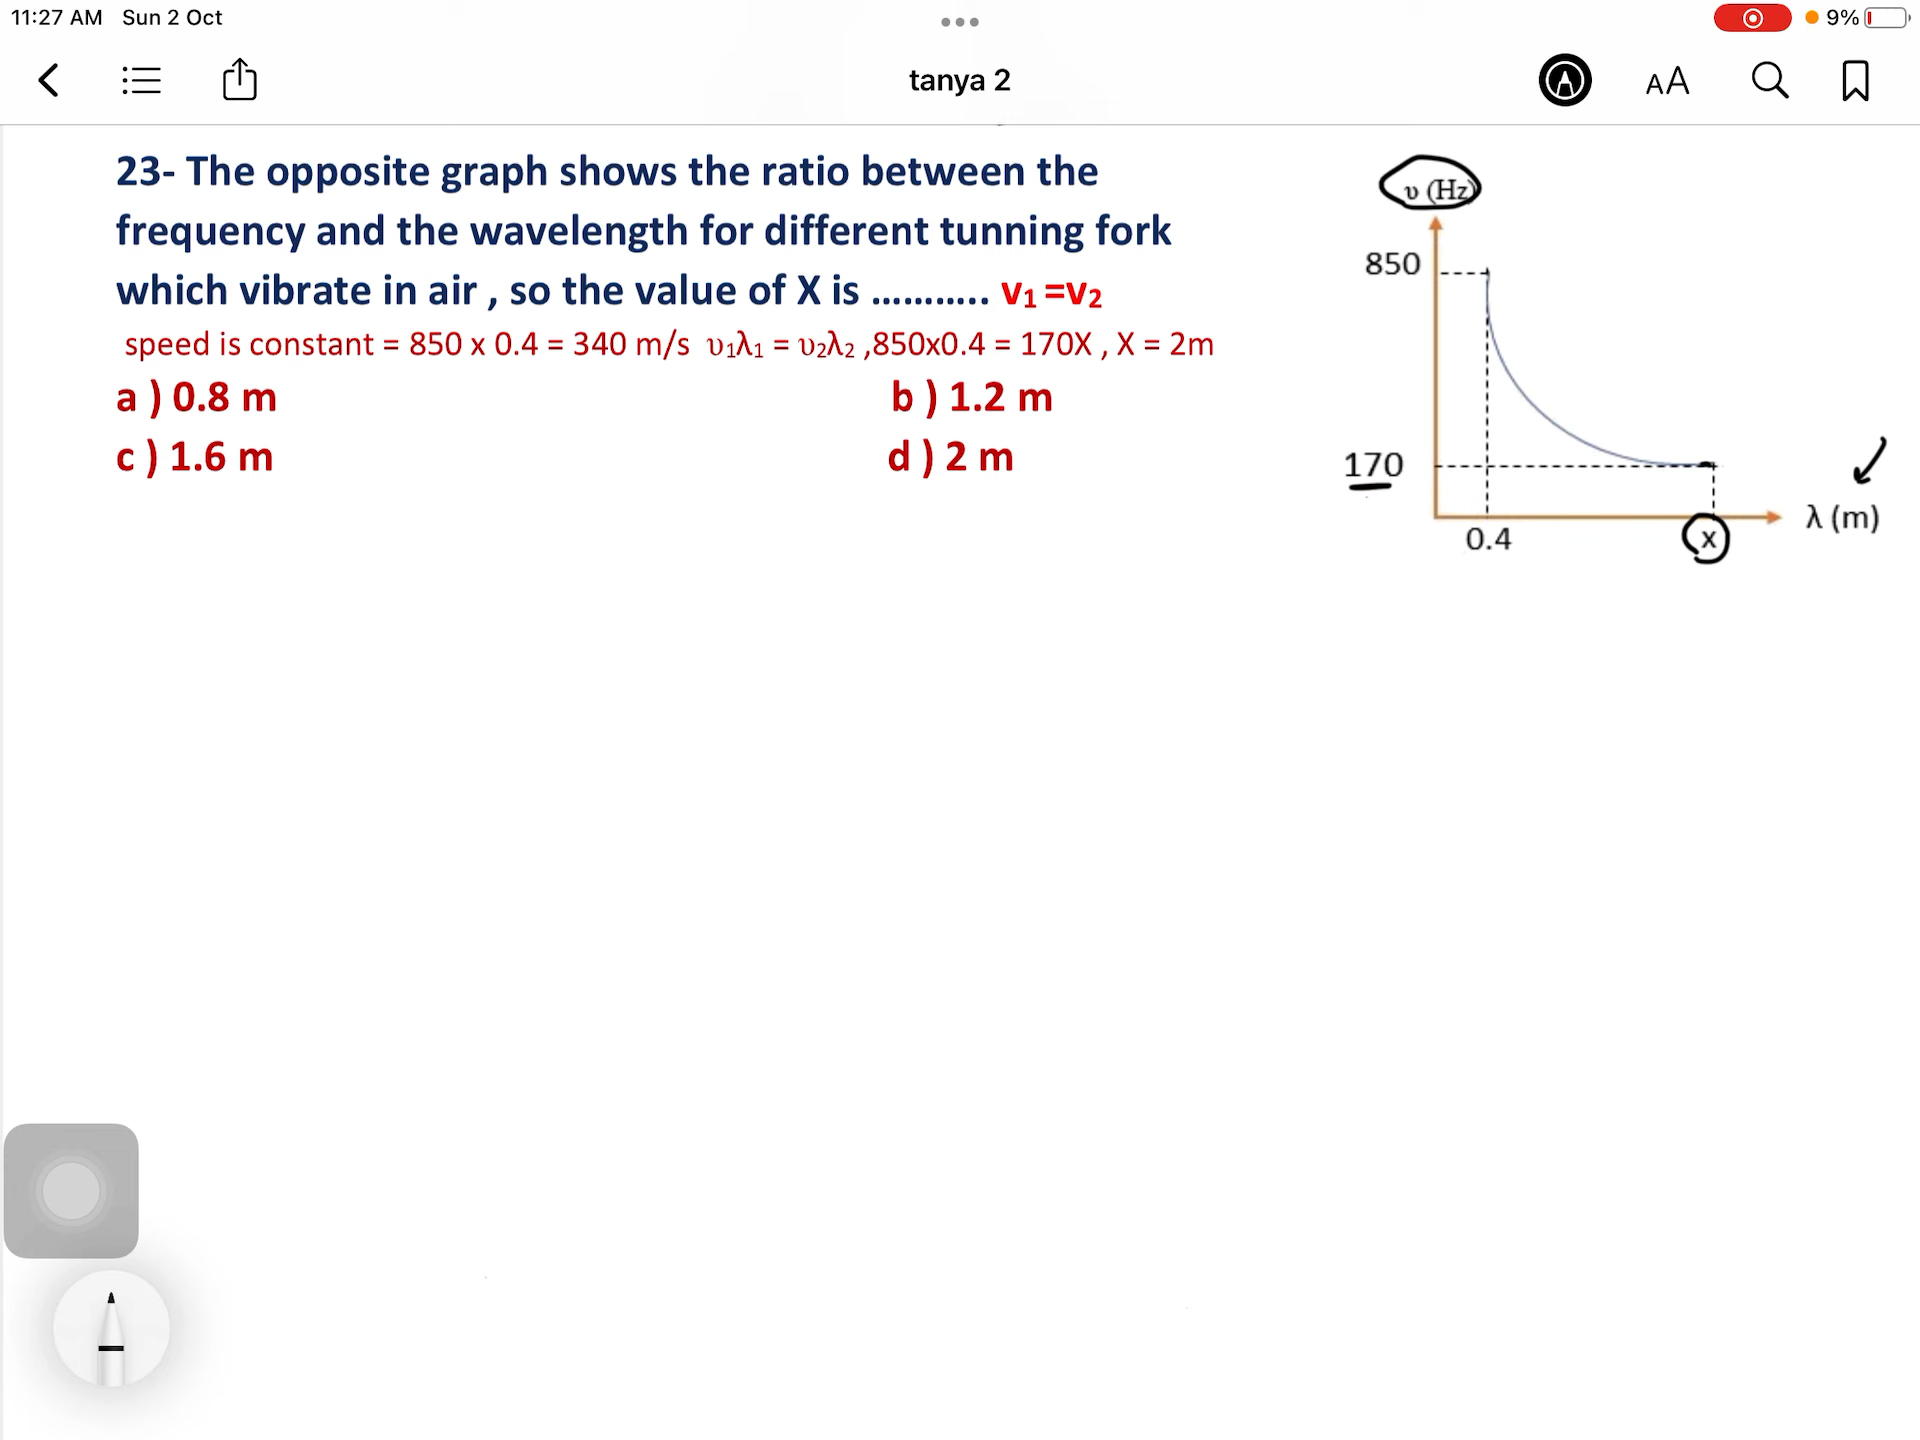 11:27 AM Sun 2 Oct
9%
tanya 2
AA
23- The opposite graph shows the ratio between the
frequency and the wavelength for different tunning fork
which vibrate in air , so the value of X is ........... v₁ =v₂
speed is constant = 850 x 0.4 = 340 m/s υ₁λ₁ = υ₂λ₂ ,850x0.4 = 170X , X = 2m
a ) 0.8 m b ) 1.2 m
c ) 1.6 m d ) 2 m
υ (Hz)
850
170
0.4
x
λ (m)